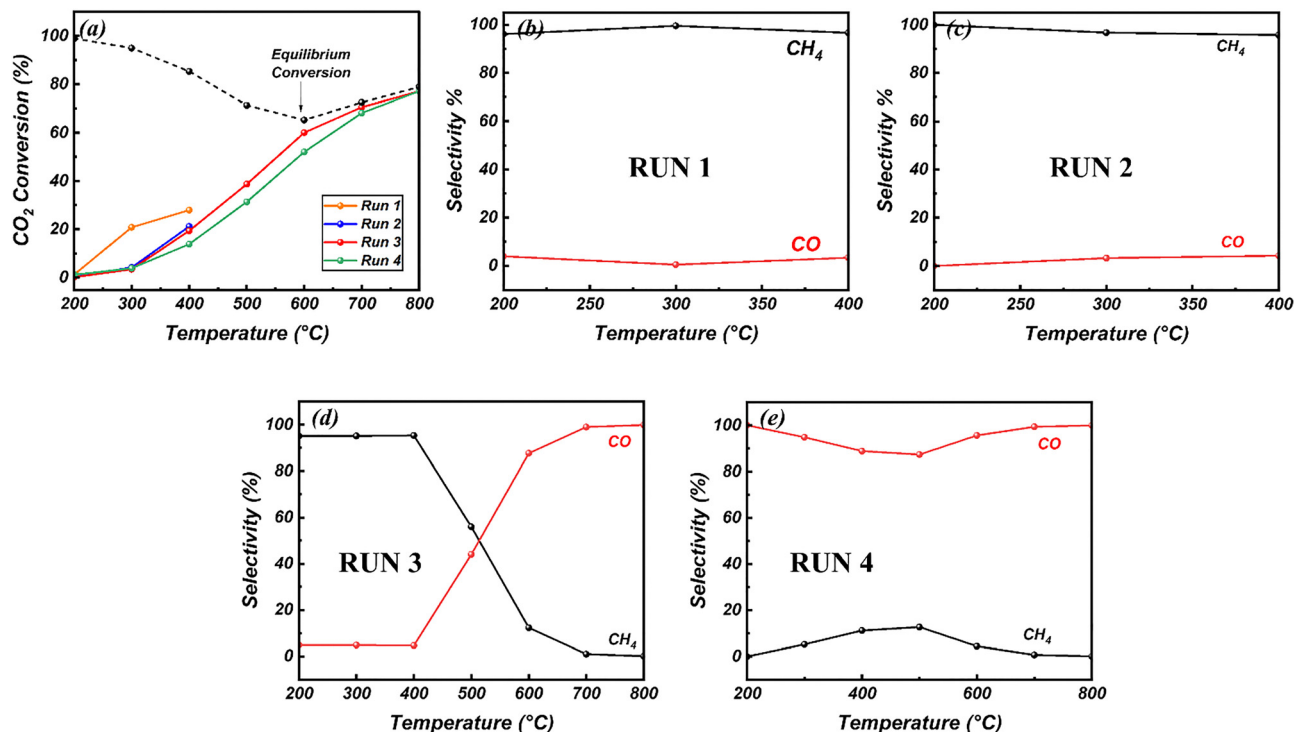 (a)
CO2 Conversion (%)
100
80
60
40
20
0
Equilibrium
Conversion
Run 1
Run 2
Run 3
Run 4
200 300 400 500 600 700 800
Temperature (°C)
(b)
Selectivity %
100
80
60
40
20
0
CH4
RUN 1
CO
200 250 300 350 400
Temperature (°C)
(c)
Selectivity %
100
80
60
40
20
0
CH4
RUN 2
CO
200 250 300 350 400
Temperature (°C)
(d)
Selectivity (%)
100
80
60
40
20
0
CO
RUN 3
CH4
200 300 400 500 600 700 800
Temperature (°C)
(e)
Selectivity (%)
100
80
60
40
20
0
CO
RUN 4
CH4
200 300 400 500 600 700 800
Temperature (°C)